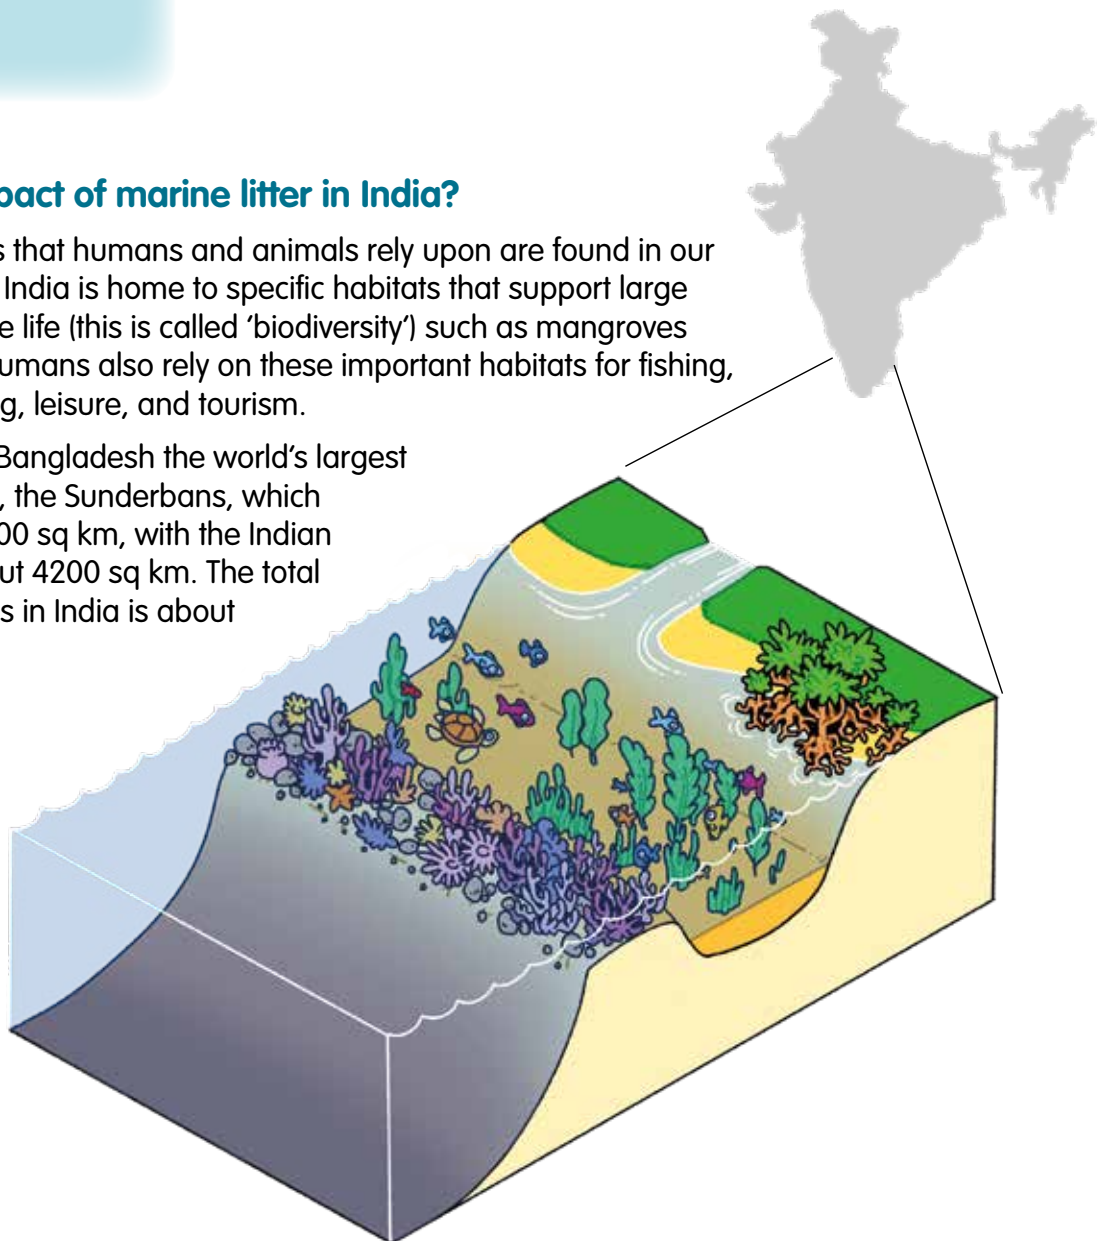 pact of marine litter in India?
s that humans and animals rely upon are found in our
India is home to specific habitats that support large
e life (this is called ‘biodiversity’) such as mangroves
umans also rely on these important habitats for fishing,
g, leisure, and tourism.
Bangladesh the world’s largest
, the Sunderbans, which
00 sq km, with the Indian
ut 4200 sq km. The total
s in India is about